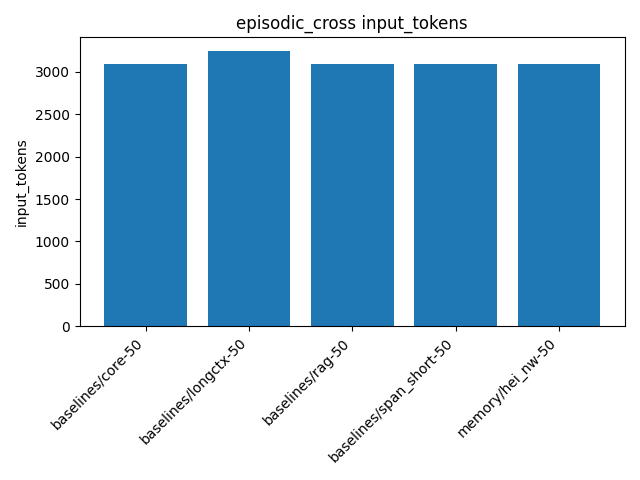 episodic_cross input_tokens
input_tokens
3000
2500
2000
1500
1000
500
0
baselines/core-50
baselines/longctx-50
baselines/rag-50
baselines/span_short-50
memory/hei_nw-50